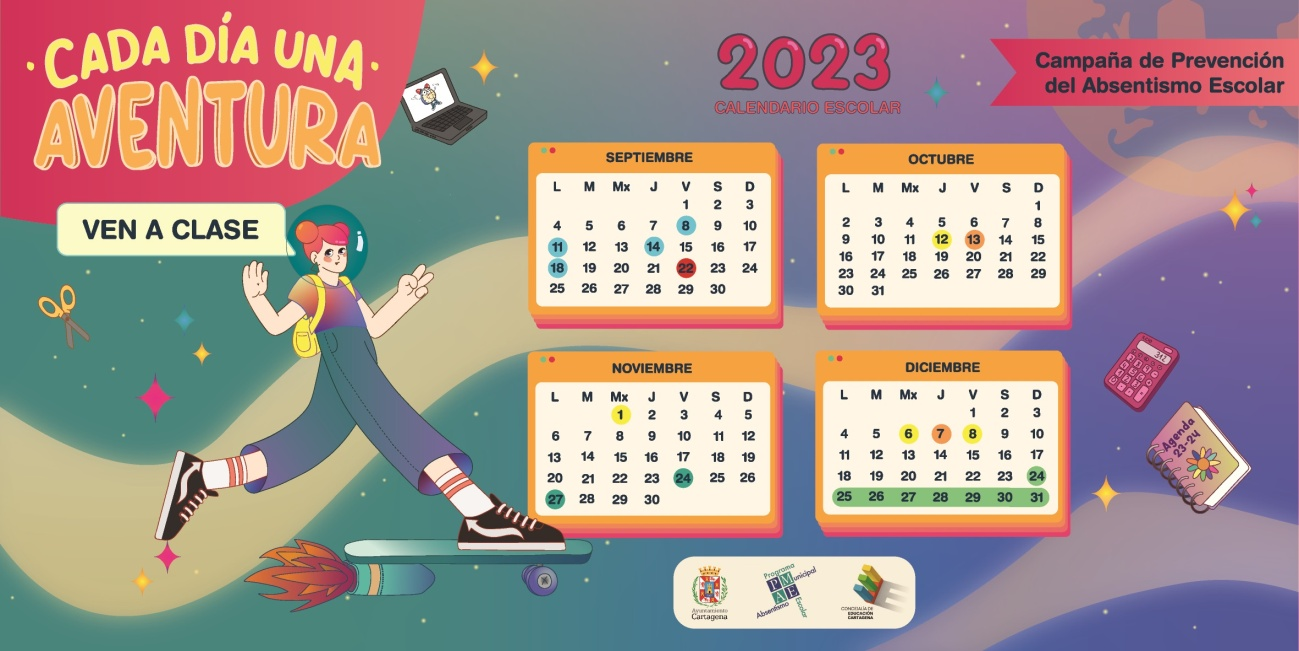 CADA DÍA UNA
AVENTURA
VEN A CLASE
2023
CALENDARIO ESCOLAR
Campaña de Prevención
del Absentismo Escolar
SEPTIEMBRE
L M Mx J V S D
1 2 3
4 5 6 7 8 9 10
11 12 13 14 15 16 17
18 19 20 21 22 23 24
25 26 27 28 29 30
OCTUBRE
L M Mx J V S D
1
2 3 4 5 6 7 8
9 10 11 12 13 14 15
16 17 18 19 20 21 22
23 24 25 26 27 28 29
30 31
NOVIEMBRE
L M Mx J V S D
1 2 3 4 5
6 7 8 9 10 11 12
13 14 15 16 17 18 19
20 21 22 23 24 25 26
27 28 29 30
DICIEMBRE
L M Mx J V S D
1 2 3
4 5 6 7 8 9 10
11 12 13 14 15 16 17
18 19 20 21 22 23 24
25 26 27 28 29 30 31
Agenda
23-24
Ayuntamiento
Cartagena
Programa
Municipal
PMAE
Absentismo
Escolar
CONCEJALÍA DE
EDUCACIÓN
CARTAGENA